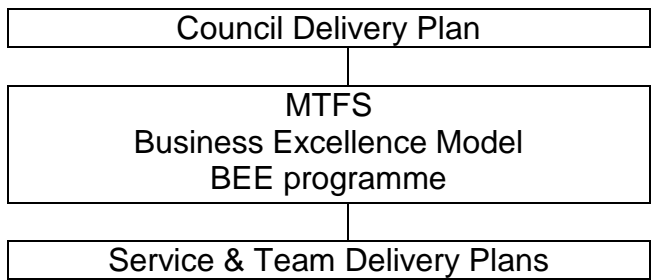 Council Delivery Plan
MTFS
Business Excellence Model
BEE programme
Service & Team Delivery Plans